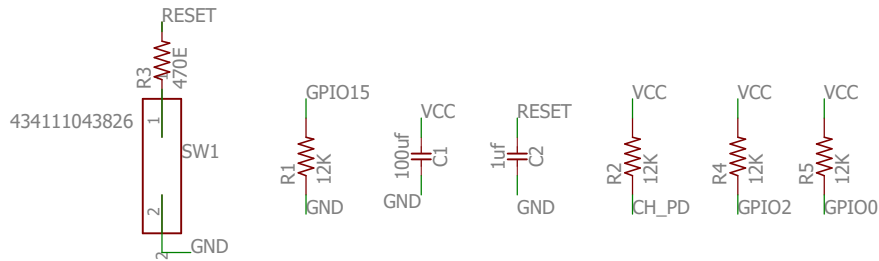 RESET
R3
470E
1
434111043826
1
SW1
2
GND
2
GPIO15
R1
12K
GND
VCC
100uf
C1
GND
RESET
1uf
C2
GND
VCC
R2
12K
CH_PD
VCC
R4
12K
GPIO2
VCC
R5
12K
GPIO0